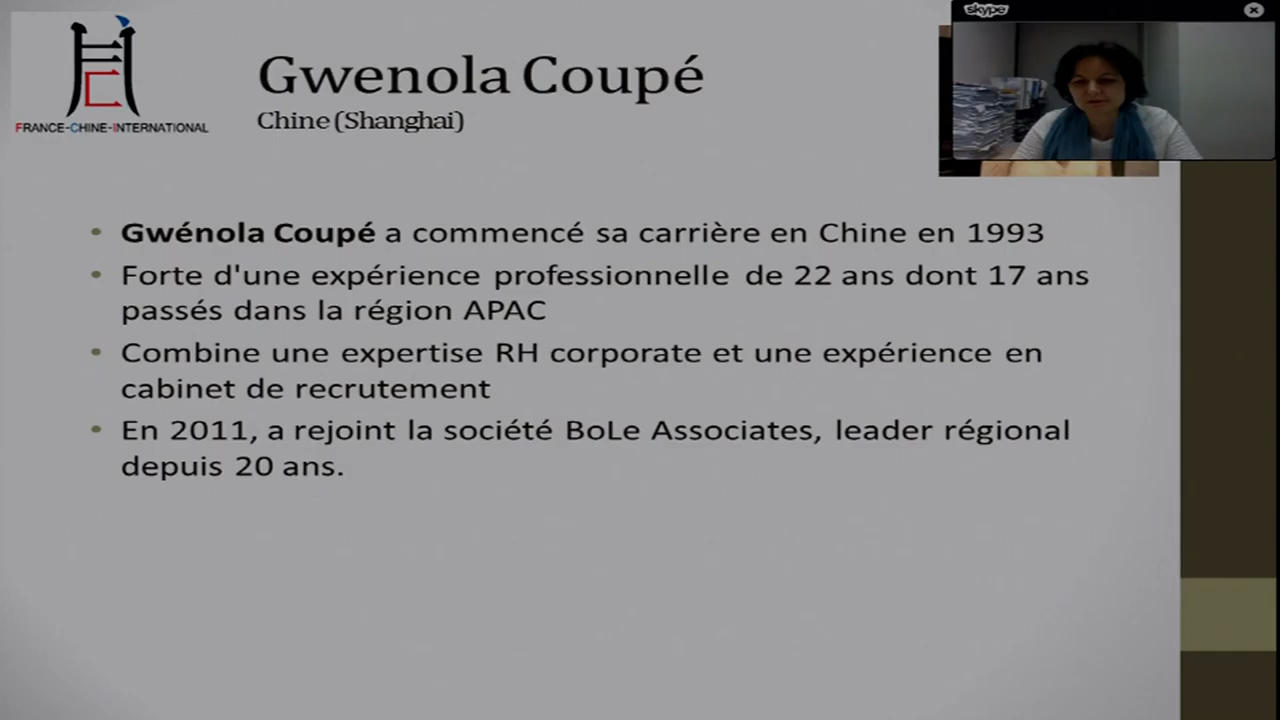 skype
Gwenola Coupé
Chine (Shanghai)
FRANCE-CHINE-INTERNATIONAL
• Gwénola Coupé a commencé sa carrière en Chine en 1993
• Forte d'une expérience professionnelle de 22 ans dont 17 ans
passés dans la région APAC
• Combine une expertise RH corporate et une expérience en
cabinet de recrutement
• En 2011, a rejoint la société BoLe Associates, leader régional
depuis 20 ans.